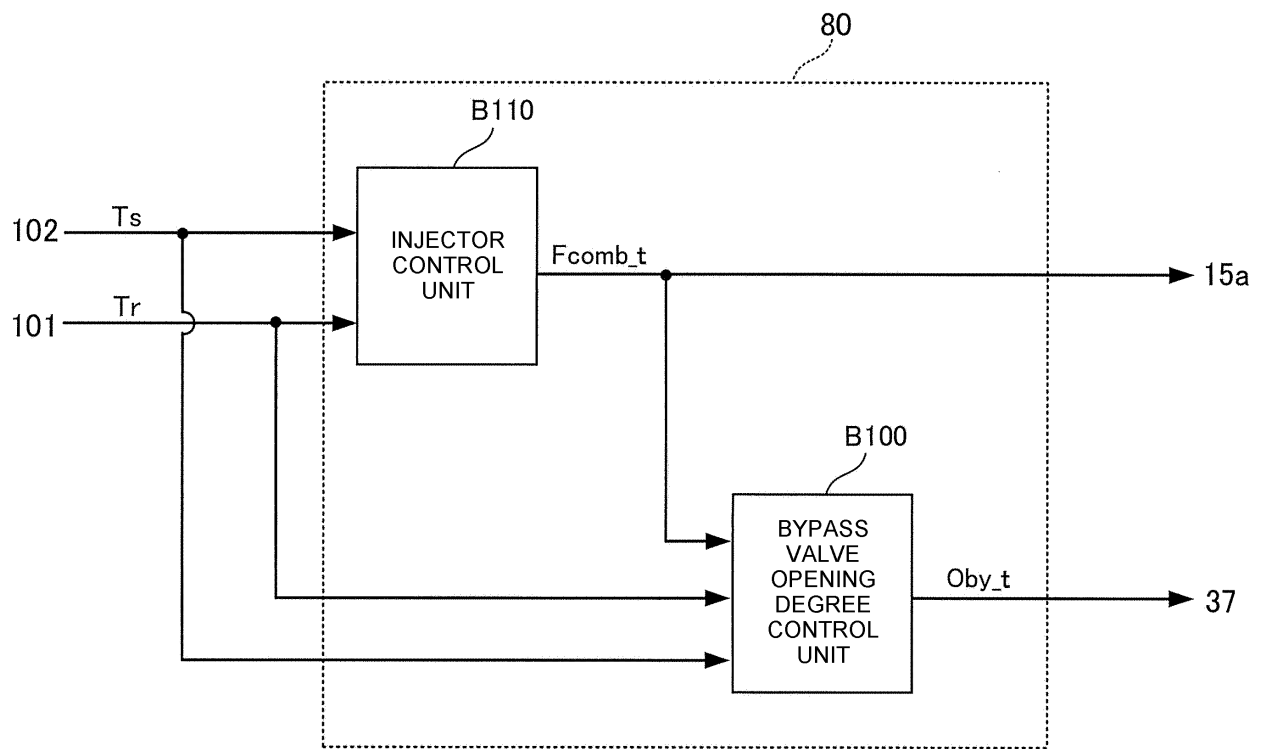 80
B110
102
Ts
INJECTOR
CONTROL
UNIT
Fcomb_t
15a
101
Tr
B100
BYPASS
VALVE
OPENING
DEGREE
CONTROL
UNIT
Oby_t
37